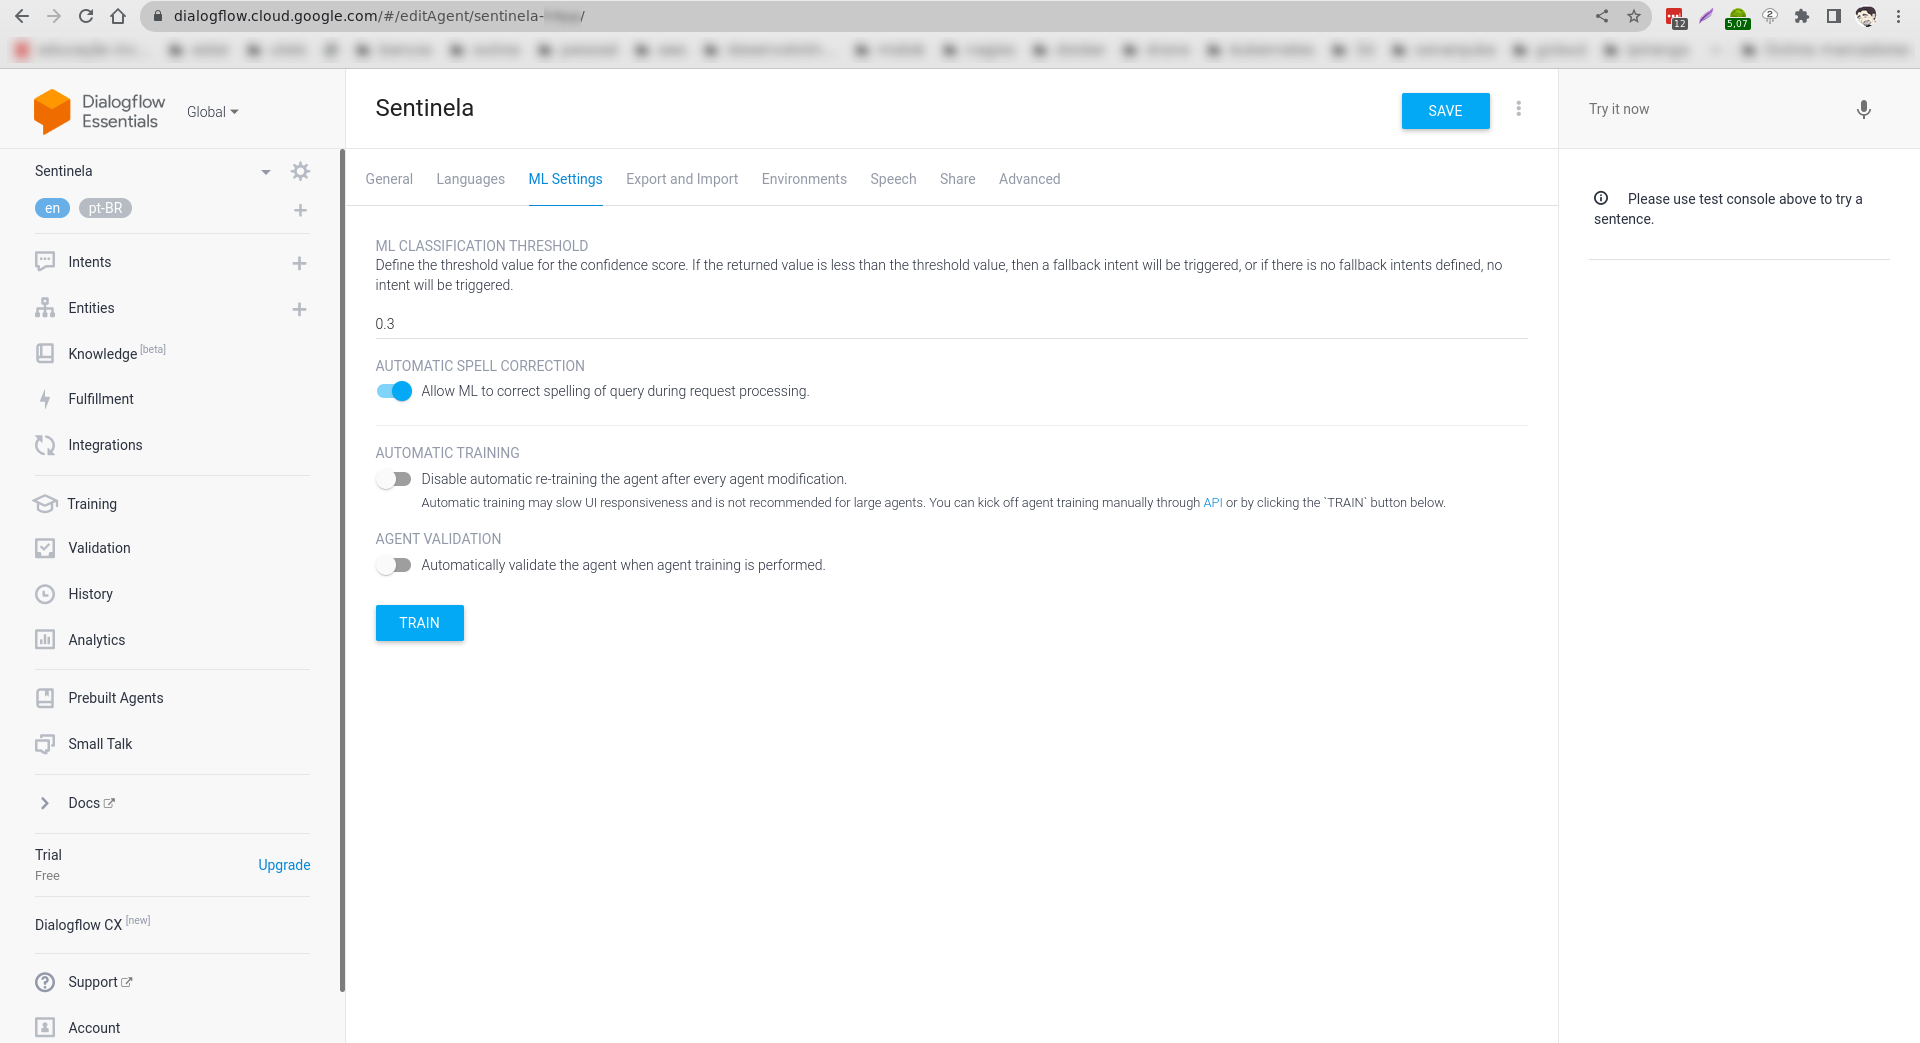 dialogflow.cloud.google.com/#/editAgent/sentinela-
12
5,07
Dialogflow
Essentials
Global
Sentinela
SAVE
Try it now
Sentinela
en
pt-BR
Intents
Entities
Knowledge [beta]
Fulfillment
Integrations
Training
Validation
History
Analytics
Prebuilt Agents
Small Talk
Docs
Trial
Free
Upgrade
Dialogflow CX [new]
Support
Account
General Languages ML Settings Export and Import Environments Speech Share Advanced
ML CLASSIFICATION THRESHOLD
Define the threshold value for the confidence score. If the returned value is less than the threshold value, then a fallback intent will be triggered, or if there is no fallback intents defined, no
intent will be triggered.
0.3
AUTOMATIC SPELL CORRECTION
Allow ML to correct spelling of query during request processing.
AUTOMATIC TRAINING
Disable automatic re-training the agent after every agent modification.
Automatic training may slow UI responsiveness and is not recommended for large agents. You can kick off agent training manually through API or by clicking the `TRAIN` button below.
AGENT VALIDATION
Automatically validate the agent when agent training is performed.
TRAIN
Please use test console above to try a
sentence.